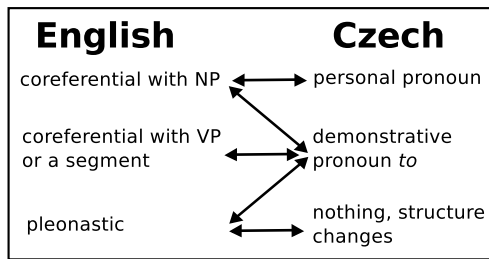 English
Czech
coreferential with NP
personal pronoun
coreferential with VP
or a segment
demonstrative
pronoun to
pleonastic
nothing, structure
changes